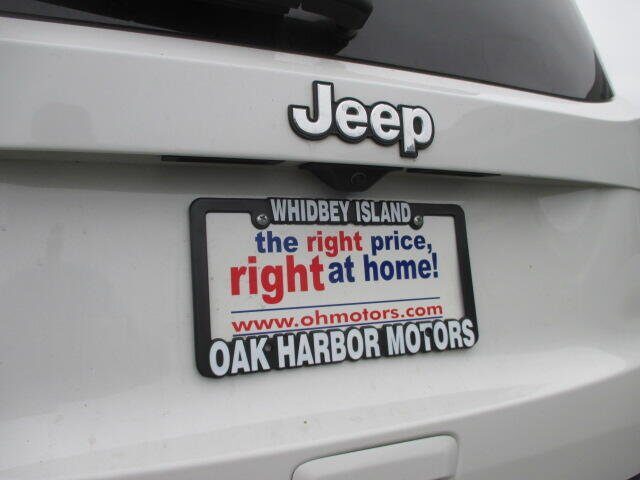 Jeep
WHIDBEY ISLAND
the right price,
right at home!
www.ohmotors.com
OAK HARBOR MOTORS